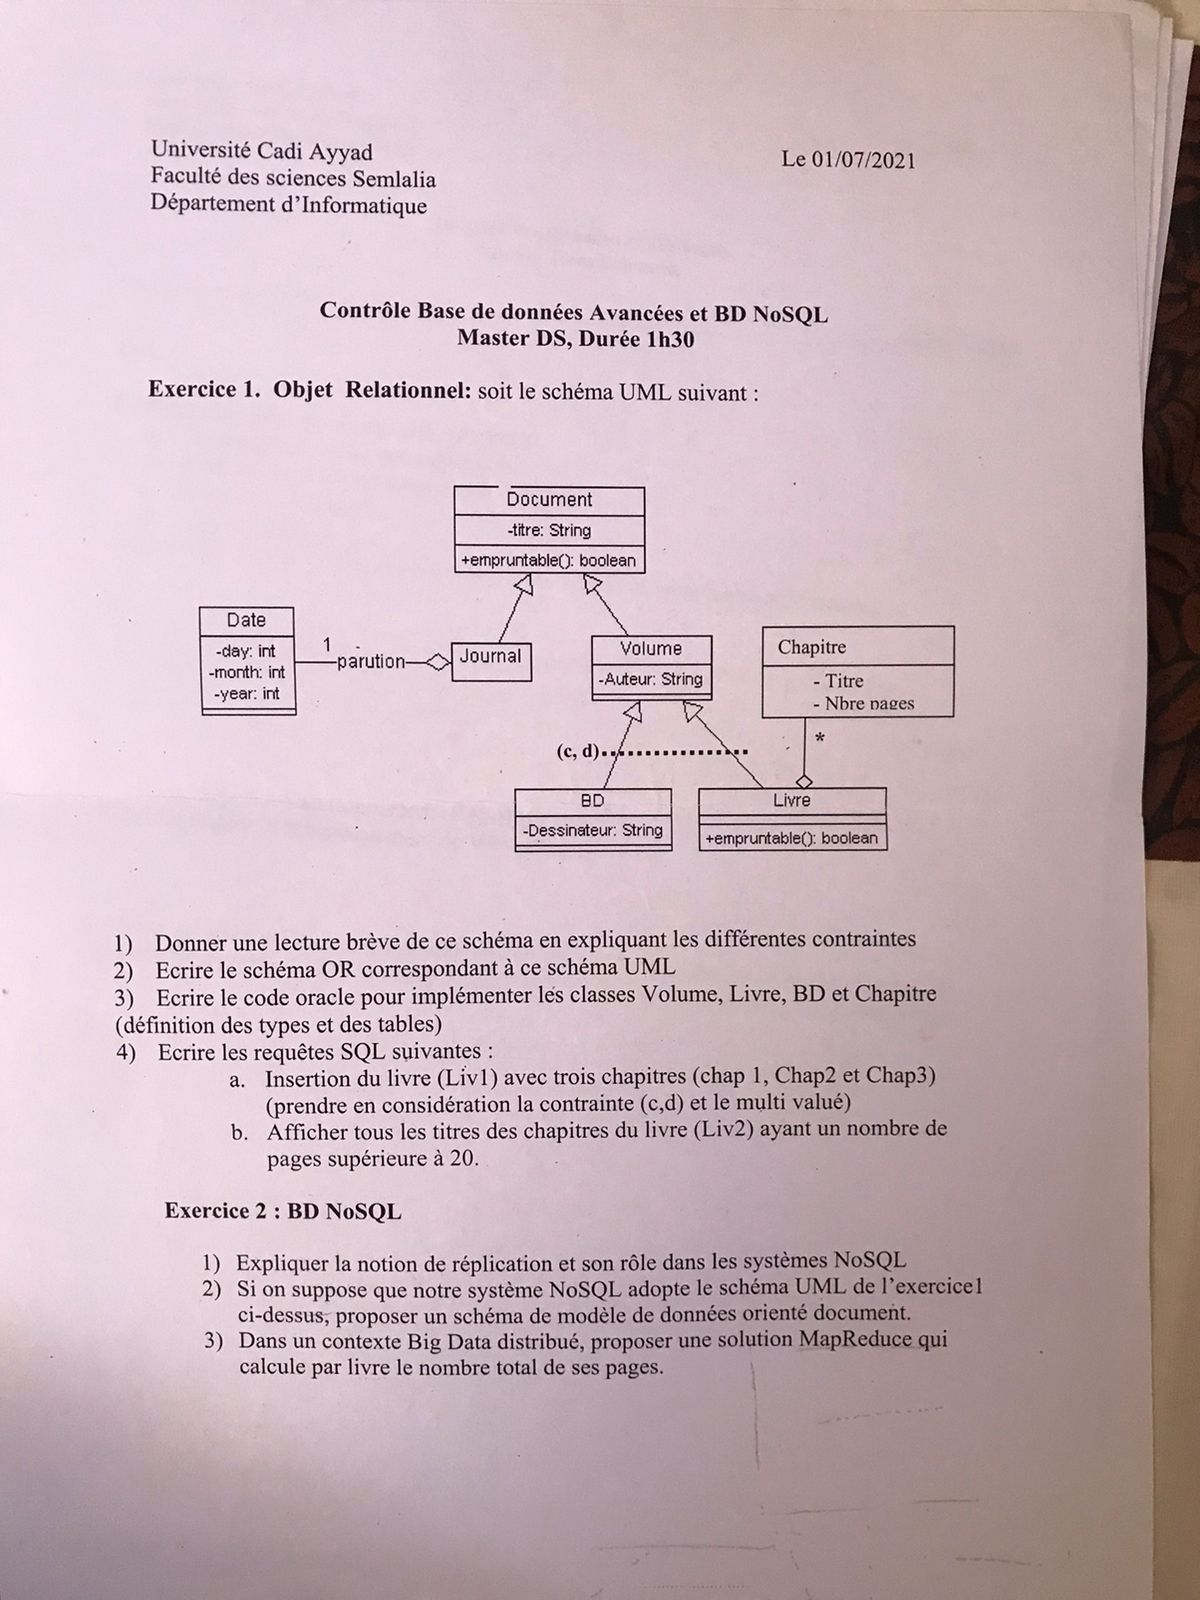 Université Cadi Ayyad
Le 01/07/2021
Faculté des sciences Semlalia
Département d'Informatique
Contrôle Base de données Avancées et BD NoSQL
Master DS, Durée 1h30
Exercice 1. Objet Relationnel: soit le schéma UML suivant :
Document
-titre: String
+empruntable(): boolean
Date
-day: int
-month: int
-year: int
1
parution
Journal
Volume
-Auteur: String
Chapitre
- Titre
- Nbre pages
*
(c, d)
BD
-Dessinateur: String
Livre
+empruntable(): boolean
1) Donner une lecture brève de ce schéma en expliquant les différentes contraintes
2) Ecrire le schéma OR correspondant à ce schéma UML
3) Ecrire le code oracle pour implémenter les classes Volume, Livre, BD et Chapitre
(définition des types et des tables)
4) Ecrire les requêtes SQL suivantes :
a. Insertion du livre (Liv1) avec trois chapitres (chap 1, Chap2 et Chap3)
(prendre en considération la contrainte (c,d) et le multi valué)
b. Afficher tous les titres des chapitres du livre (Liv2) ayant un nombre de
pages supérieure à 20.
Exercice 2 : BD NoSQL
1) Expliquer la notion de réplication et son rôle dans les systèmes NoSQL
2) Si on suppose que notre système NoSQL adopte le schéma UML de l'exercice1
ci-dessus, proposer un schéma de modèle de données orienté document.
3) Dans un contexte Big Data distribué, proposer une solution MapReduce qui
calcule par livre le nombre total de ses pages.